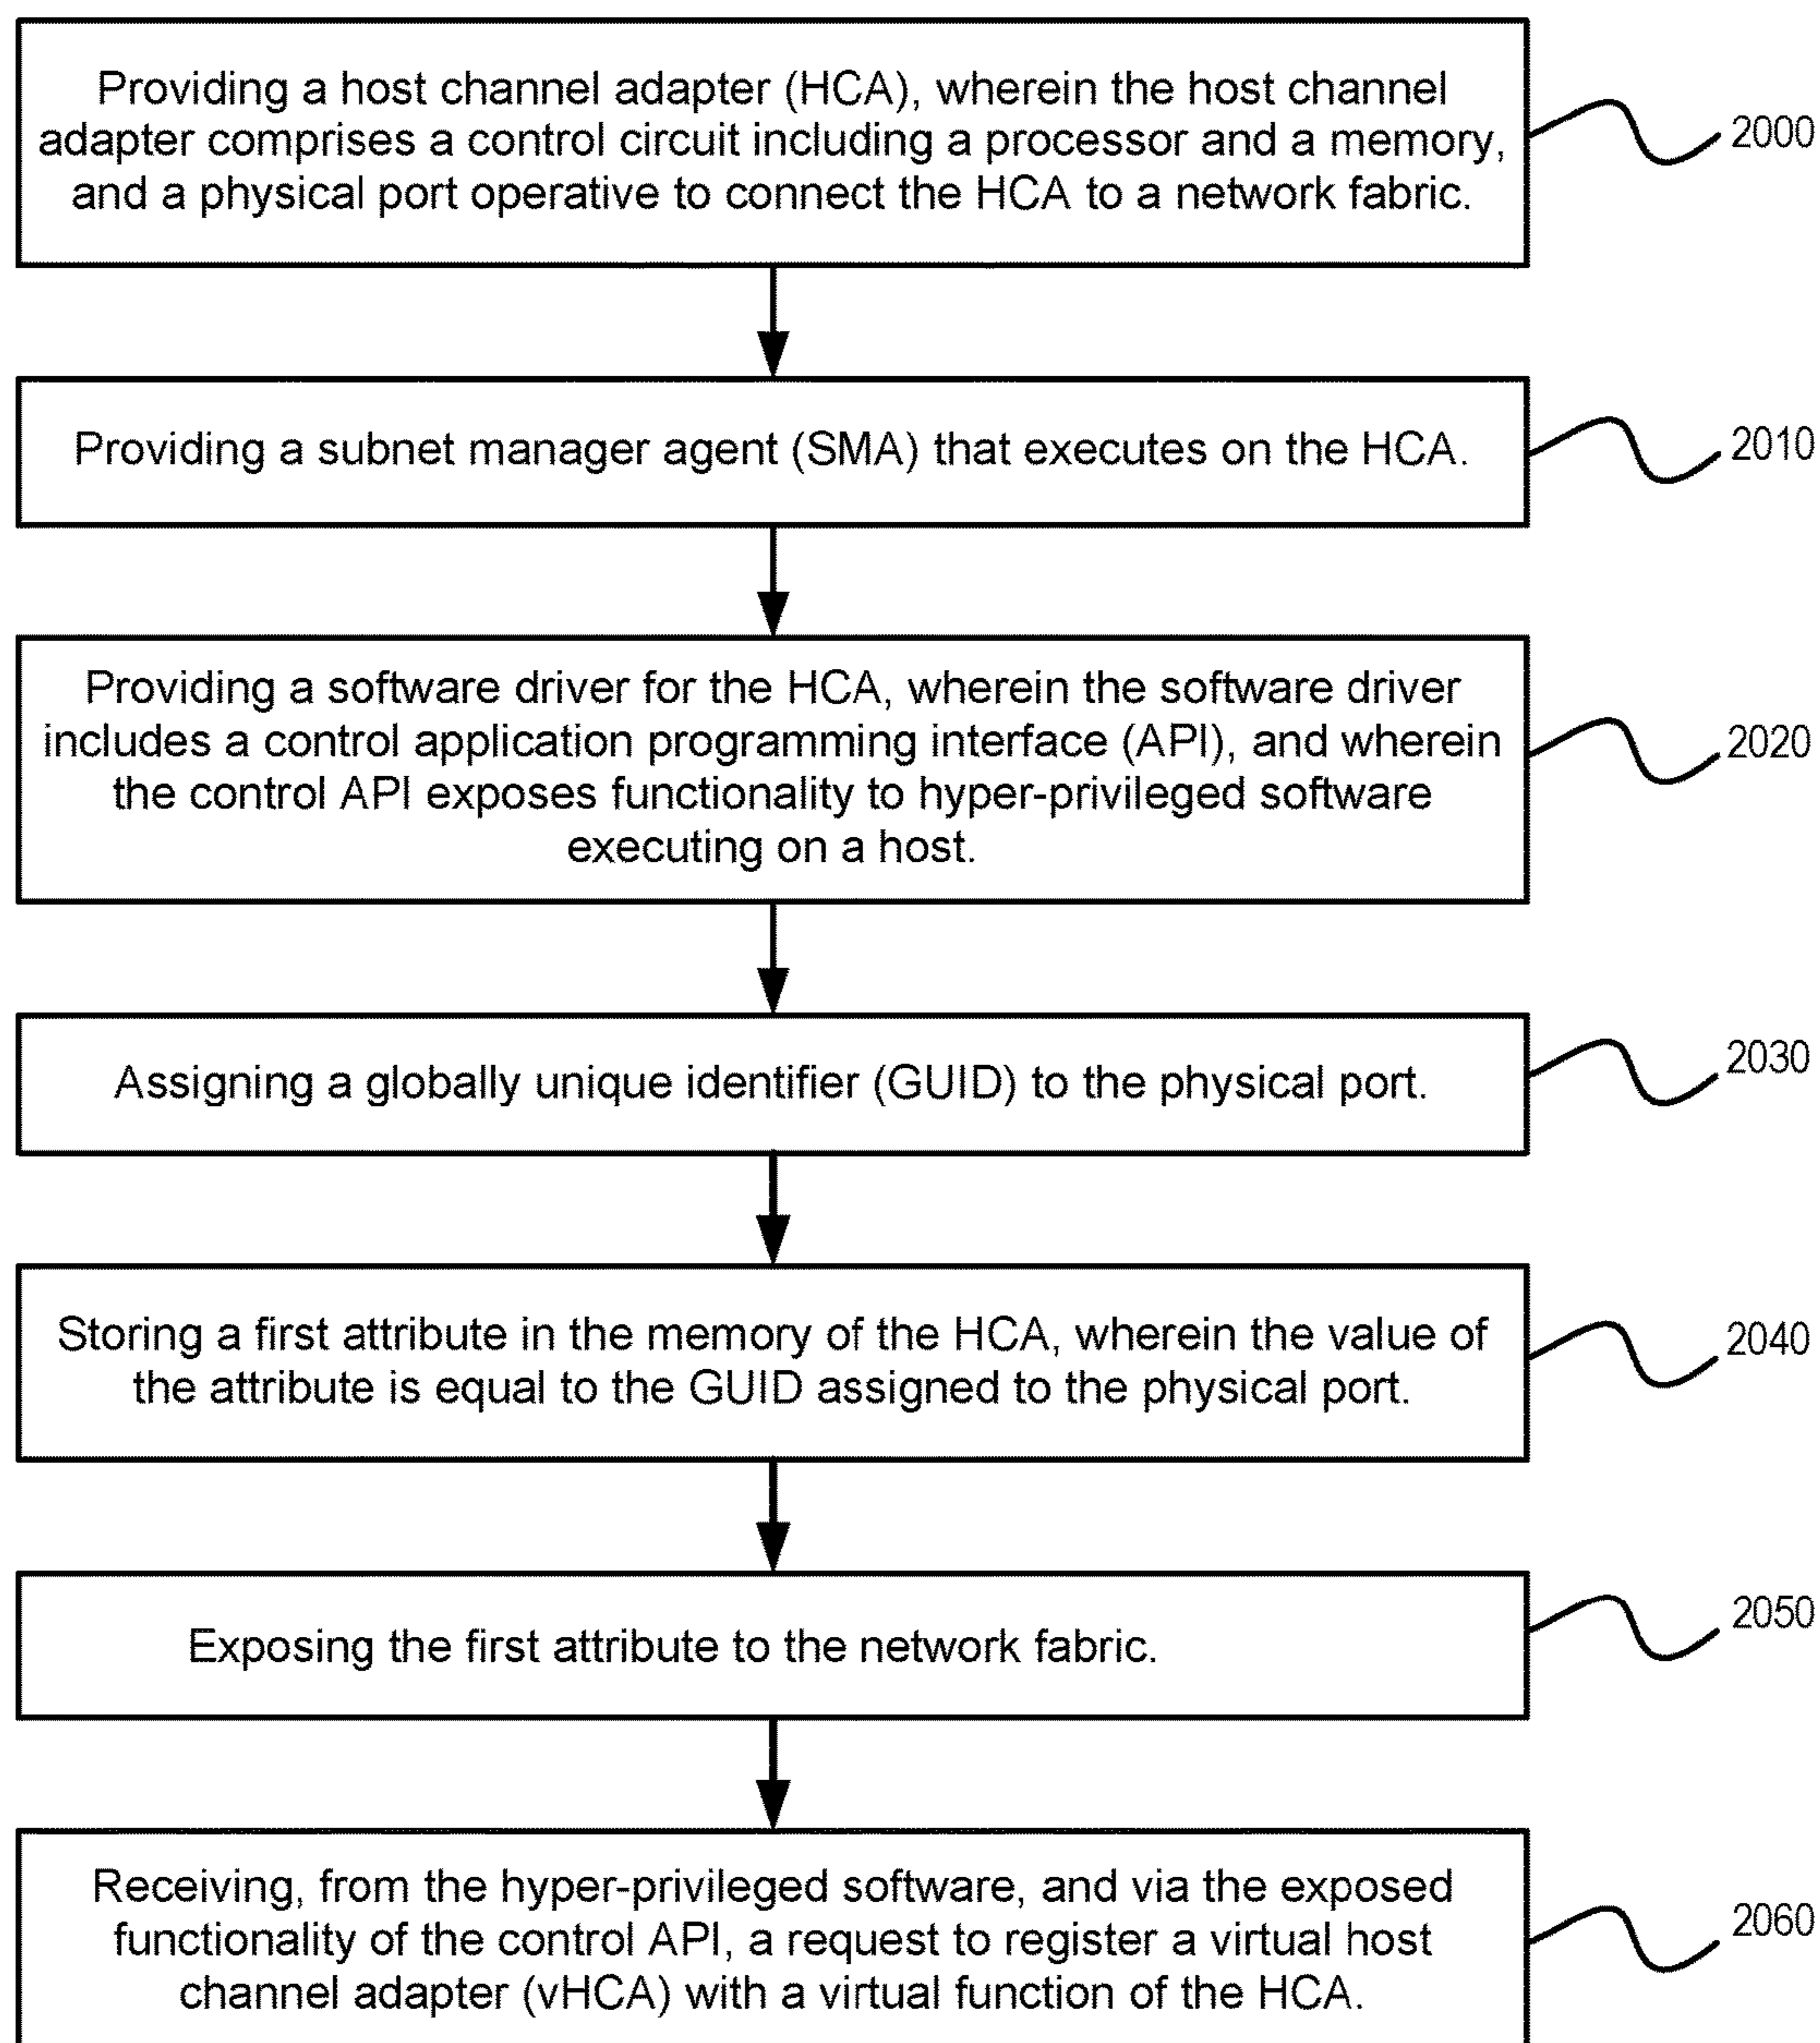 Providing a host channel adapter (HCA), wherein the host channel
adapter comprises a control circuit including a processor and a memory,
and a physical port operative to connect the HCA to a network fabric.
2000
Providing a subnet manager agent (SMA) that executes on the HCA.
2010
Providing a software driver for the HCA, wherein the software driver
includes a control application programming interface (API), and wherein
the control API exposes functionality to hyper-privileged software
executing on a host.
2020
Assigning a globally unique identifier (GUID) to the physical port.
2030
Storing a first attribute in the memory of the HCA, wherein the value of
the attribute is equal to the GUID assigned to the physical port.
2040
Exposing the first attribute to the network fabric.
2050
Receiving, from the hyper-privileged software, and via the exposed
functionality of the control API, a request to register a virtual host
channel adapter (vHCA) with a virtual function of the HCA.
2060